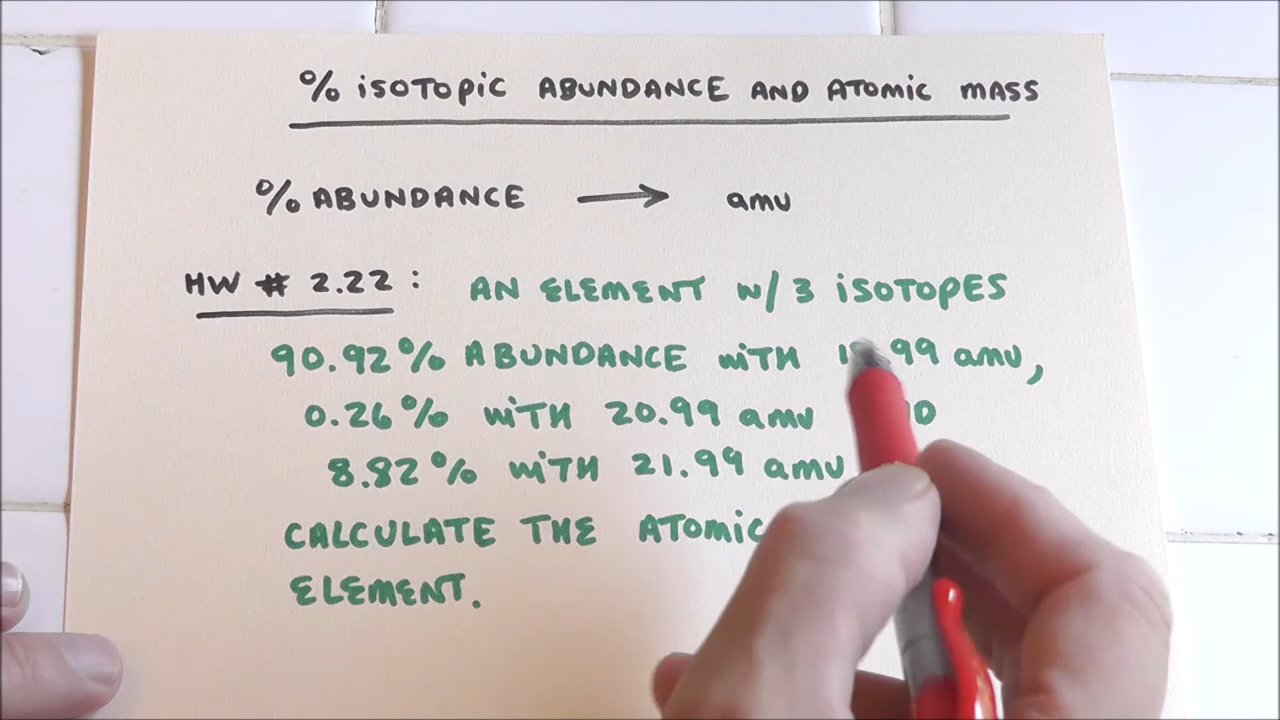 % isotopic ABUNDANCE AND ATOMIC MASS
% ABUNDANCE → amu
HW # 2.22 : AN ELEMENT w/ 3 ISOTOPES
90.92% ABUNDANCE WITH amu,
0.26% WITH 20.99 amu
8.82% WITH 21.99 amu
CALCULATE THE ATOMIC
ELEMENT.